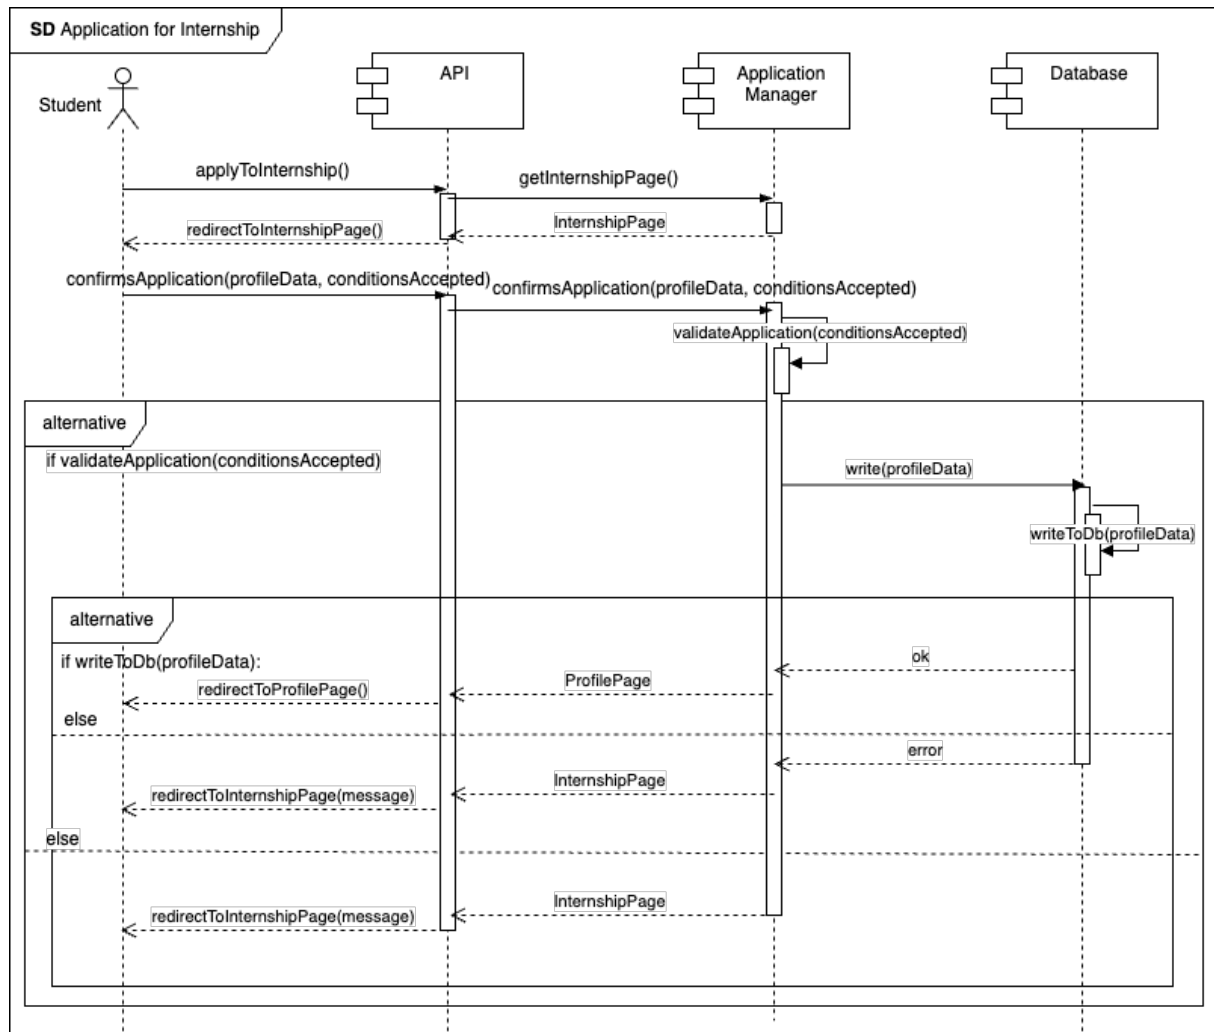 SD Application for Internship
Student
API
Application
Manager
Database
applyToInternship()
getInternshipPage()
InternshipPage
redirectToInternshipPage()
confirmsApplication(profileData, conditionsAccepted)
confirmsApplication(profileData, conditionsAccepted)
validateApplication(conditionsAccepted)
alternative
if validateApplication(conditionsAccepted)
write(profileData)
writeToDb(profileData)
alternative
if writeToDb(profileData):
ok
ProfilePage
redirectToProfilePage()
else
error
InternshipPage
redirectToInternshipPage(message)
else
InternshipPage
redirectToInternshipPage(message)